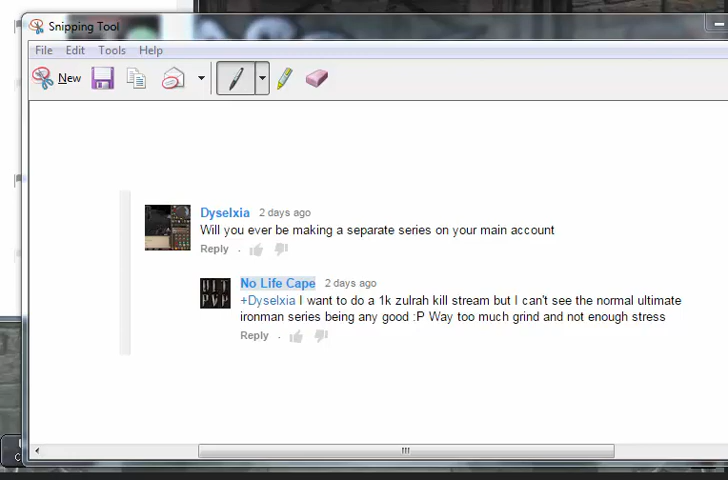 Snipping Tool
File Edit Tools Help
New
Dyselxia 2 days ago
Will you ever be making a separate series on your main account
Reply .
No Life Cape 2 days ago
+Dyselxia I want to do a 1k zulrah kill stream but I can't see the normal ultimate
ironman series being any good :P Way too much grind and not enough stress
Reply .